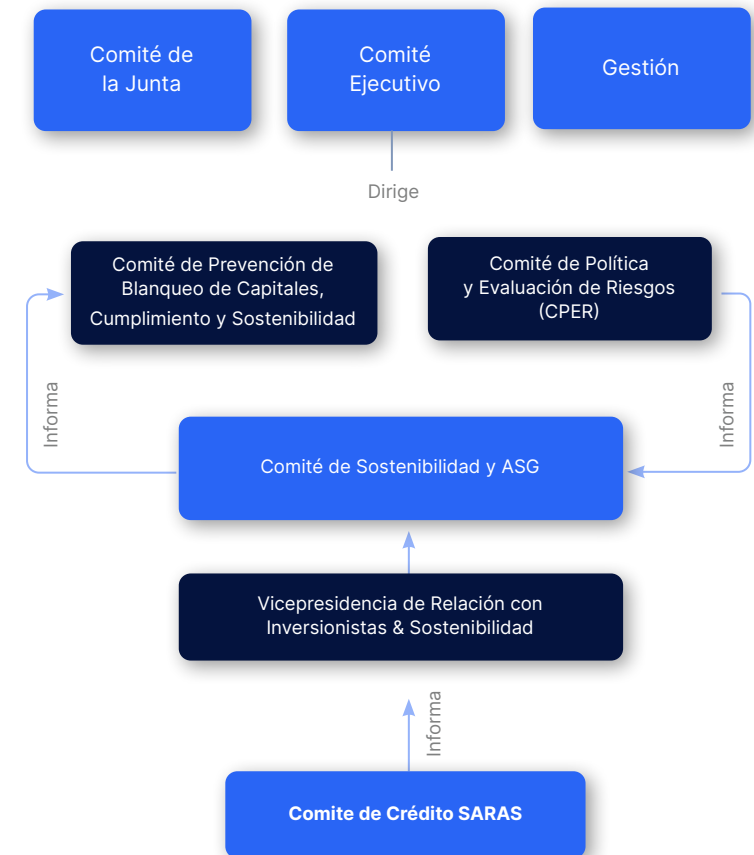 Comité de
la Junta
Comité
Ejecutivo
Gestión
Dirige
Comité de Prevención de
Blanqueo de Capitales,
Cumplimiento y Sostenibilidad
Comité de Política
y Evaluación de Riesgos
(CPER)
Informa
Informa
Comité de Sostenibilidad y ASG
Vicepresidencia de Relación con
Inversionistas & Sostenibilidad
Informa
Comite de Crédito SARAS